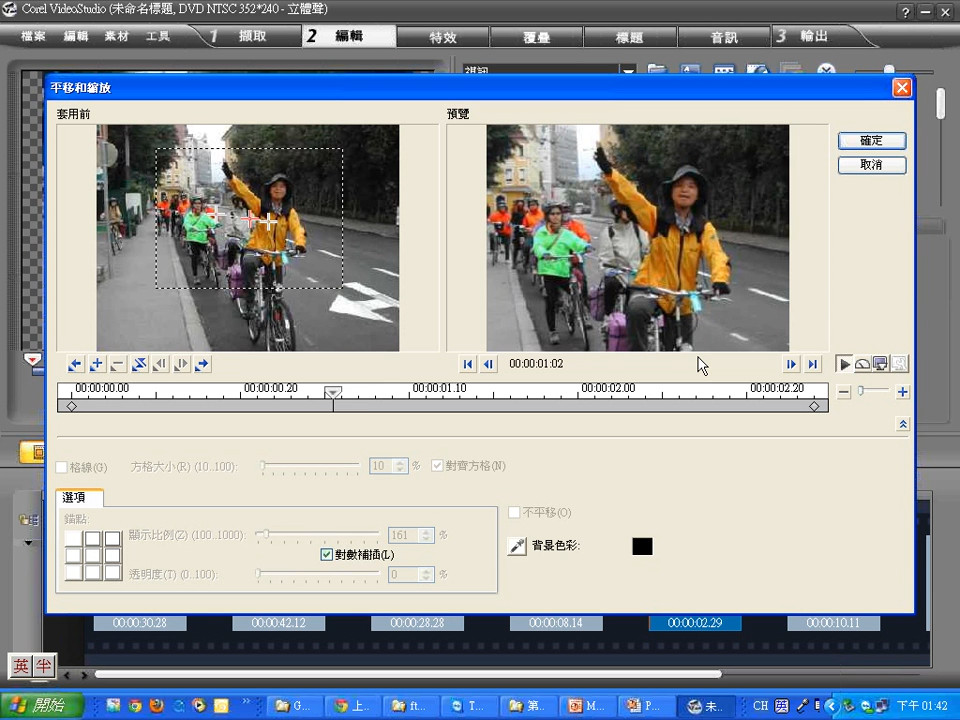 Corel VideoStudio (未命名標題, DVD NTSC 352*240 - 立體聲)
檔案 編輯 素材 工具 1 擷取 2 編輯 特效 覆疊 標題 音訊 3 輸出
平移和縮放
套用前 預覽
確定
取消
00:00:01:02
00:00:00.00 00:00:00.20 00:00:01.10 00:00:02.00 00:00:02.20
格線(G) 方格大小(R) (10..100): 10 % 對齊方格(N)
選項
錨點: 不平移(O)
顯示比例(Z) (100..1000): 161 %
對數補插(L) 背景色彩:
透明度(T) (0..100): 0 %
00:00:30.28 00:00:42.12 00:00:28.28 00:00:08.14 00:00:02.29 00:00:10.11
英 半
開始 G... 上... ft... T... 第... M... P... 未... CH 下午 01:42